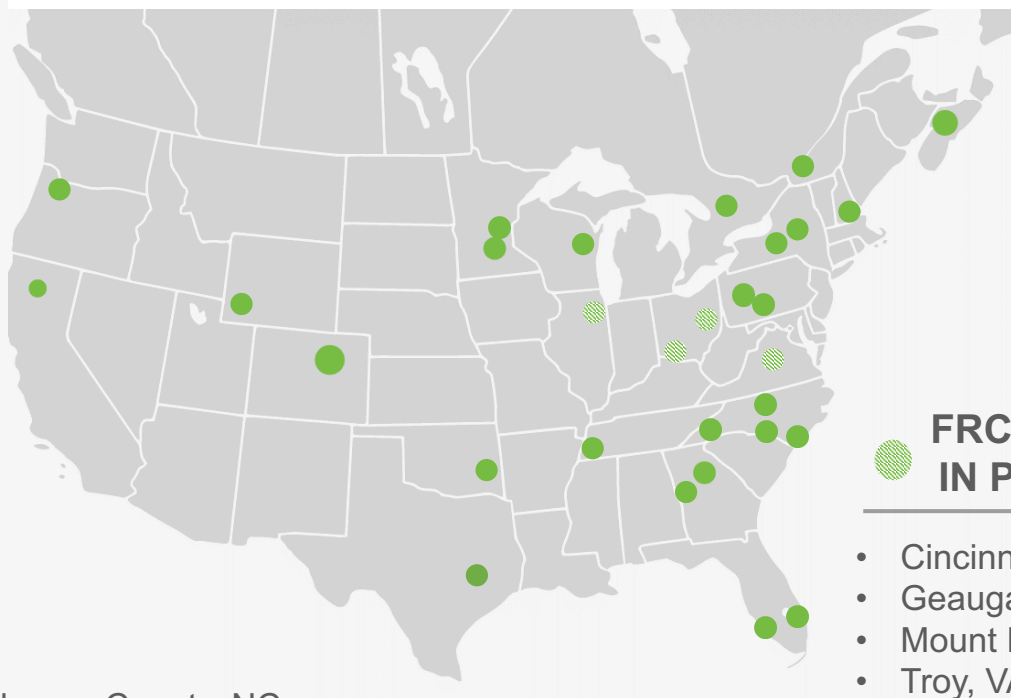 FRC
IN P
• Cincinn
• Geauga
• Mount
• Troy, VA
County, NC